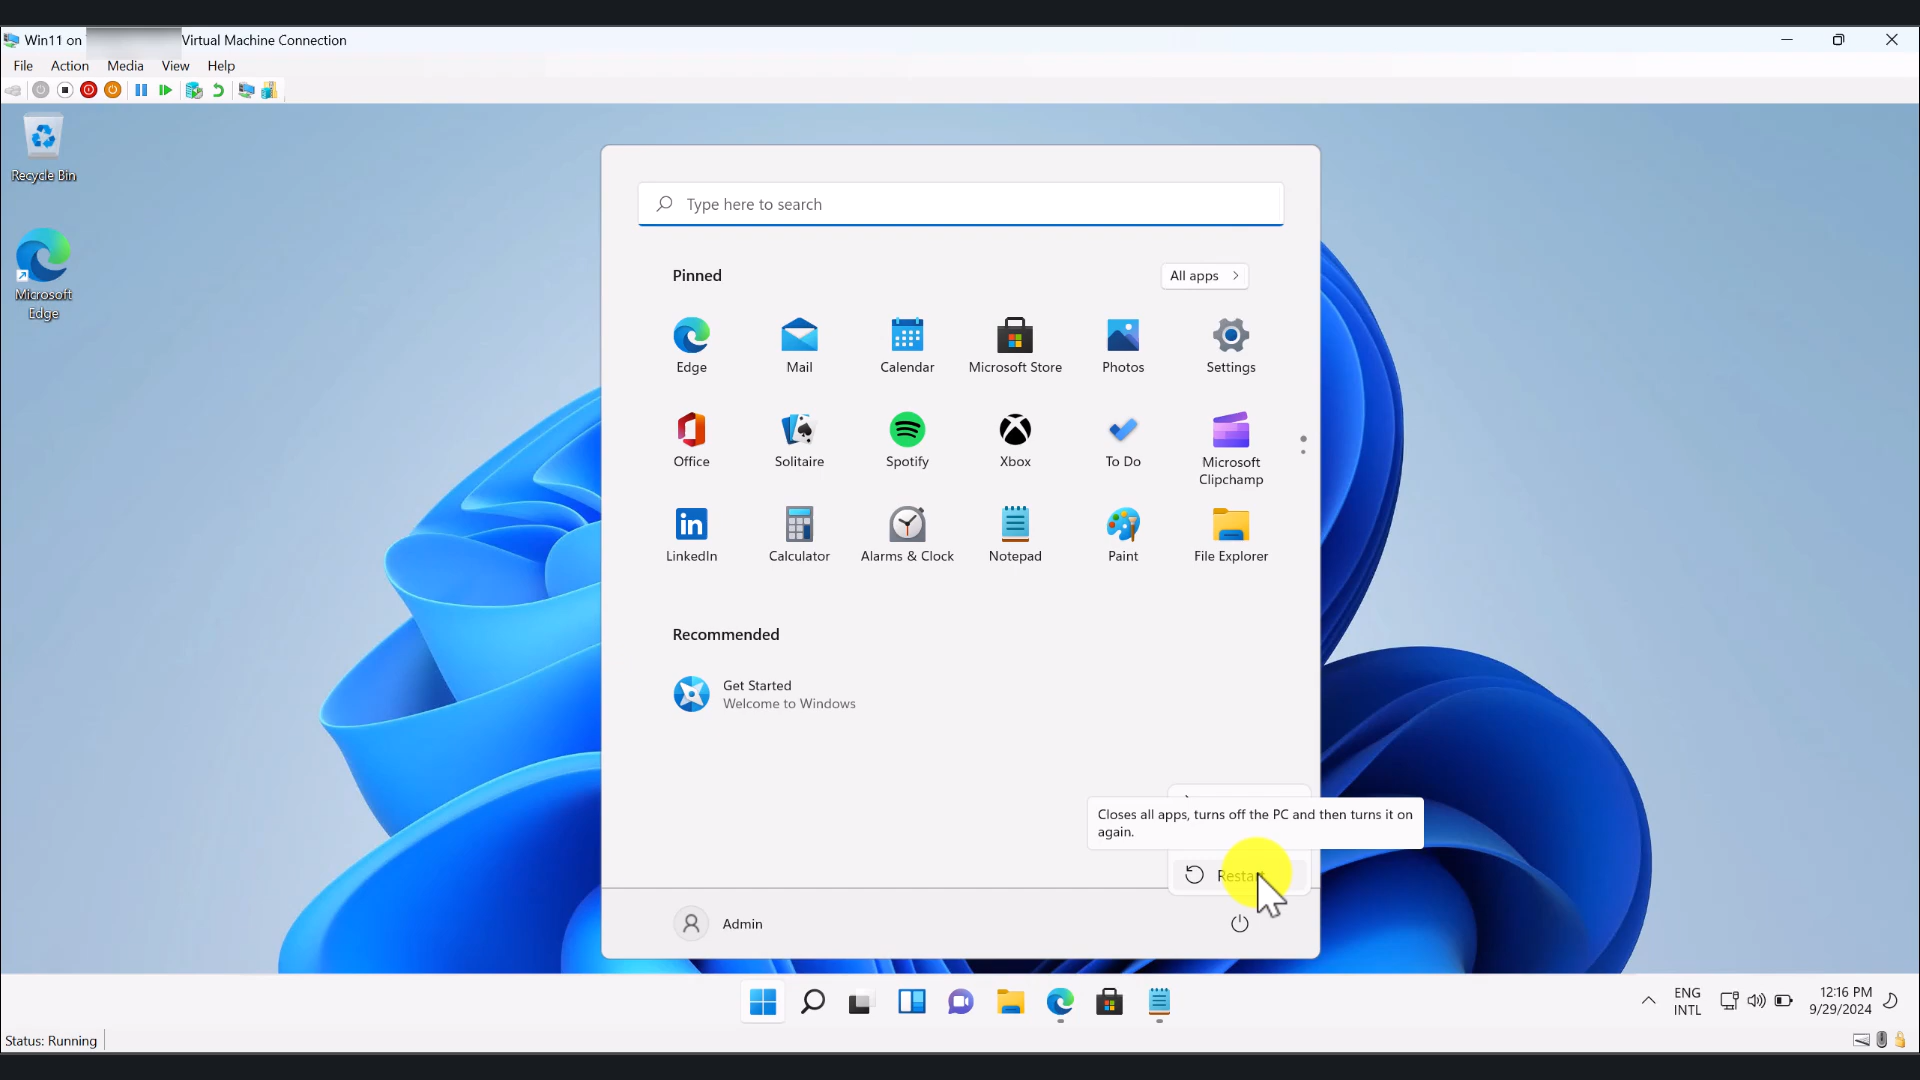 Win11 on
Virtual Machine Connection
File Action Media View Help
Recycle Bin
Microsoft
Edge
Type here to search
Pinned
All apps
Edge
Mail
Calendar
Microsoft Store
Photos
Settings
Office
Solitaire
Spotify
Xbox
To Do
Microsoft
Clipchamp
LinkedIn
Calculator
Alarms & Clock
Notepad
Paint
File Explorer
Recommended
Get Started
Welcome to Windows
Closes all apps, turns off the PC and then turns it on
again.
Restart
Admin
ENG
INTL
12:16 PM
9/29/2024
Status: Running